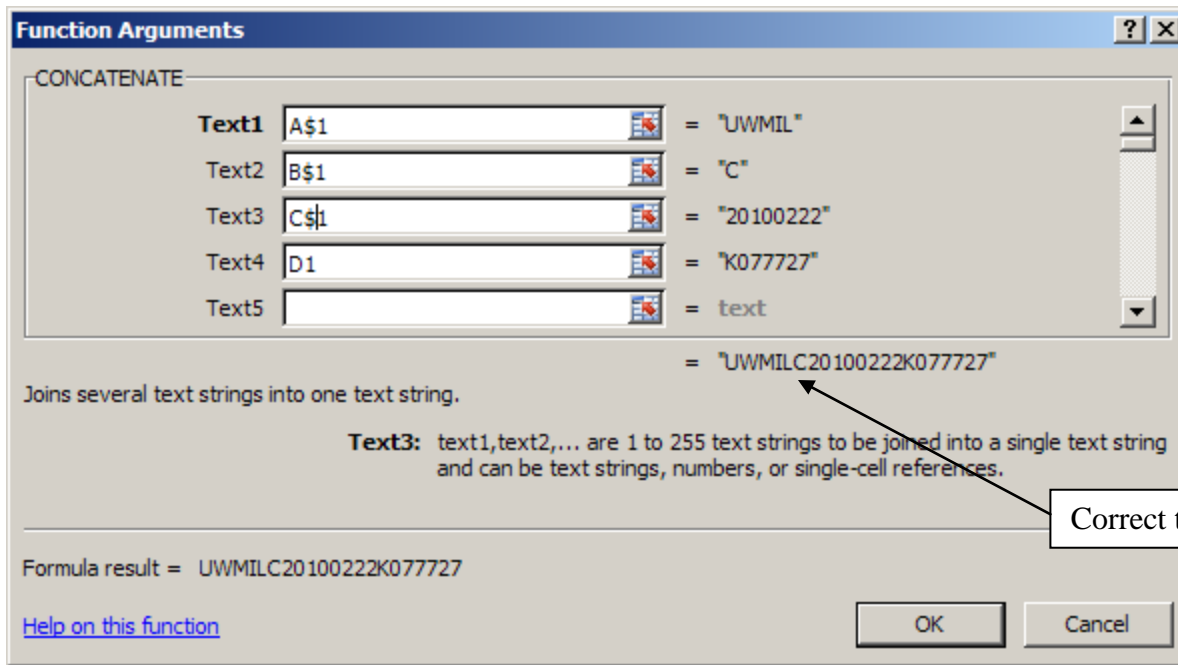 Function Arguments
CONCATENATE
Text1 A$1 = "UWMIL"
Text2 B$1 = "C"
Text3 C$1 = "20100222"
Text4 D1 = "K077727"
Text5 = text
= "UWMILC20100222K077727"
Joins several text strings into one text string.
Text3: text1,text2,... are 1 to 255 text strings to be joined into a single text string
and can be text strings, numbers, or single-cell references.
Correct
Formula result = UWMILC20100222K077727
Help on this function
OK Cancel